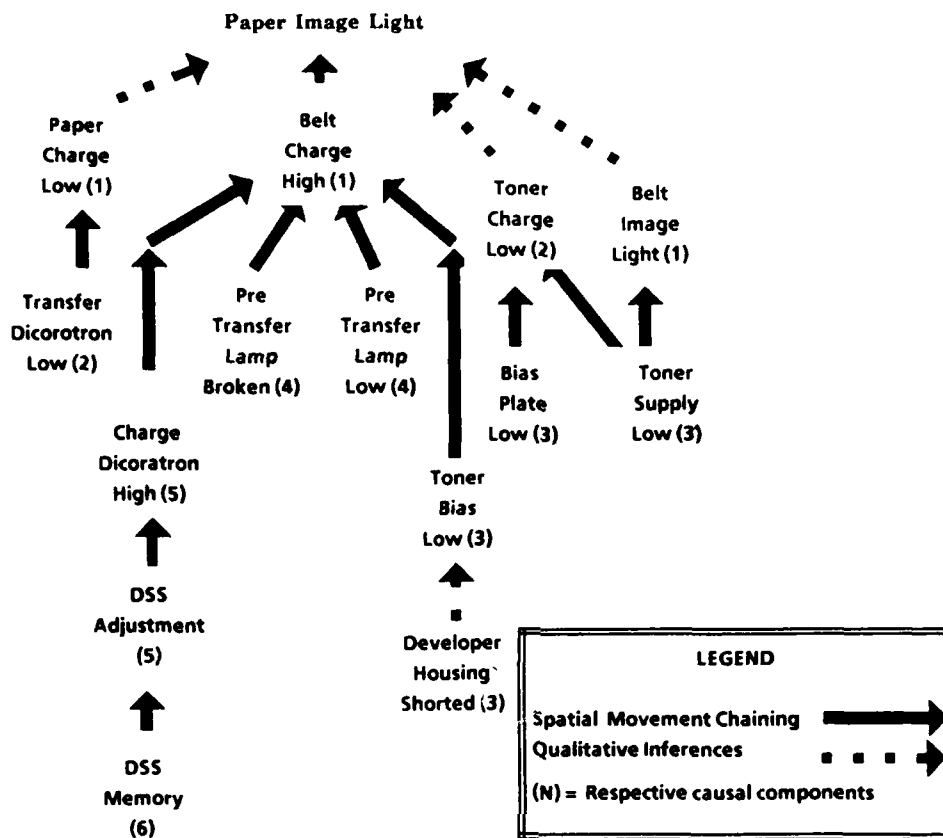 Paper Image Light
Paper
Charge
Low (1)
Belt
Charge
High (1)
Toner
Charge
Low (2)
Belt
Image
Light (1)
Transfer
Dicorotron
Low (2)
Pre
Transfer
Lamp
Broken (4)
Pre
Transfer
Lamp
Low (4)
Bias
Plate
Low (3)
Toner
Supply
Low (3)
Charge
Dicoratron
High (5)
Toner
Bias
Low (3)
DSS
Adjustment
(5)
Developer
Housing
Shorted (3)
DSS
Memory
(6)
LEGEND
Spatial Movement Chaining
Qualitative Inferences
(N) = Respective causal components